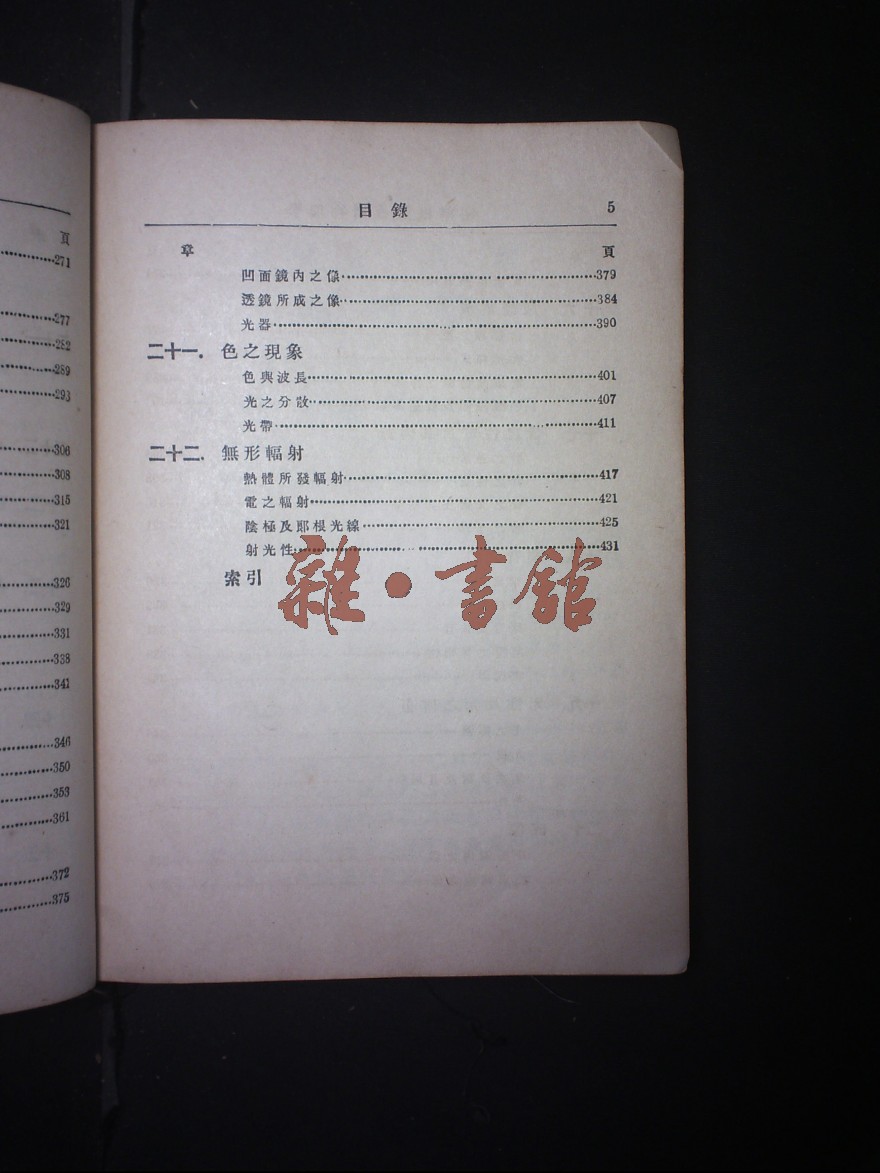 頁
271
277
282
289
293
306
308
315
321
326
329
331
338
341
346
350
353
361
372
375
目錄 5
章 頁
凹面鏡內之像 379
透鏡所成之像 384
光器 390
二十一. 色之現象
色與波長 401
光之分散 407
光帶 411
二十二. 無形輻射
熱體所發輻射 417
電之輻射 421
陰極及郎根光線 425
射光性 431
索引
雜·書館